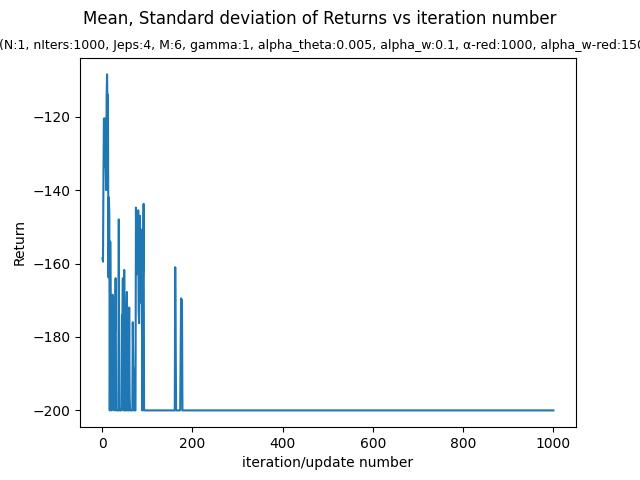 Mean, Standard deviation of Returns vs iteration number
(N:1, nIters:1000, Jeps:4, M:6, gamma:1, alpha_theta:0.005, alpha_w:0.1, α-red:1000, alpha_w-red:150
−120
−140
−160
−180
−200
Return
0 200 400 600 800 1000
iteration/update number